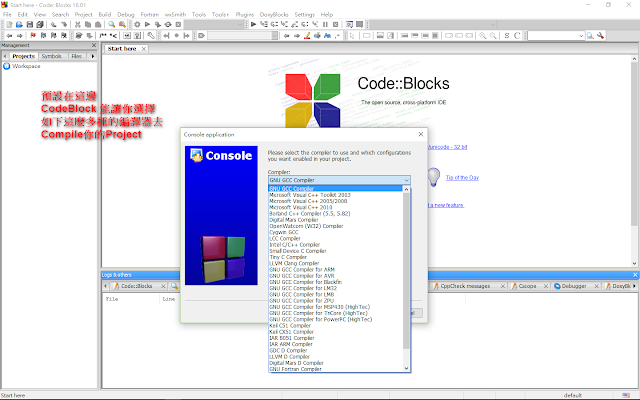 Start here - Code::Blocks 16.01
File Edit View Search Project Build Debug Fortran wxSmith Tools Tools+ Plugins DoxyBlocks Settings Help
Management
Projects Symbols Files
Workspace
Start here
預設在這邊
CodeBlock 能讓你選擇
如下這麼多種的編譯器去
Compile你的Project
Code::Blocks
The open source, cross-platform IDE
unicode - 32 bit
Tip of the Day
a new feature
Console application
Console
Please select the compiler to use and which configurations
you want enabled in your project.
Compiler:
GNU GCC Compiler
GNU GCC Compiler
Microsoft Visual C++ Toolkit 2003
Microsoft Visual C++ 2005/2008
Microsoft Visual C++ 2010
Borland C++ Compiler (5.5, 5.82)
Digital Mars Compiler
OpenWatcom (W32) Compiler
Cygwin GCC
LCC Compiler
Intel C/C++ Compiler
Small Device C Compiler
Tiny C Compiler
LLVM Clang Compiler
GNU GCC Compiler for ARM
GNU GCC Compiler for AVR
GNU GCC Compiler for Blackfin
GNU GCC Compiler for LM32
GNU GCC Compiler for LM8
GNU GCC Compiler for ZPU
GNU GCC Compiler for MSP430 (HighTec)
GNU GCC Compiler for TriCore (HighTec)
GNU GCC Compiler for PowerPC (HighTec)
Keil C51 Compiler
Keil CX51 Compiler
IAR 8051 Compiler
IAR ARM Compiler
GDC D Compiler
LLVM D Compiler
Digital Mars D Compiler
GNU Fortran Compiler
Logs & others
Code::Blocks
CppCheck messages Cscope Debugger DoxyBl
File Line
Start here
default